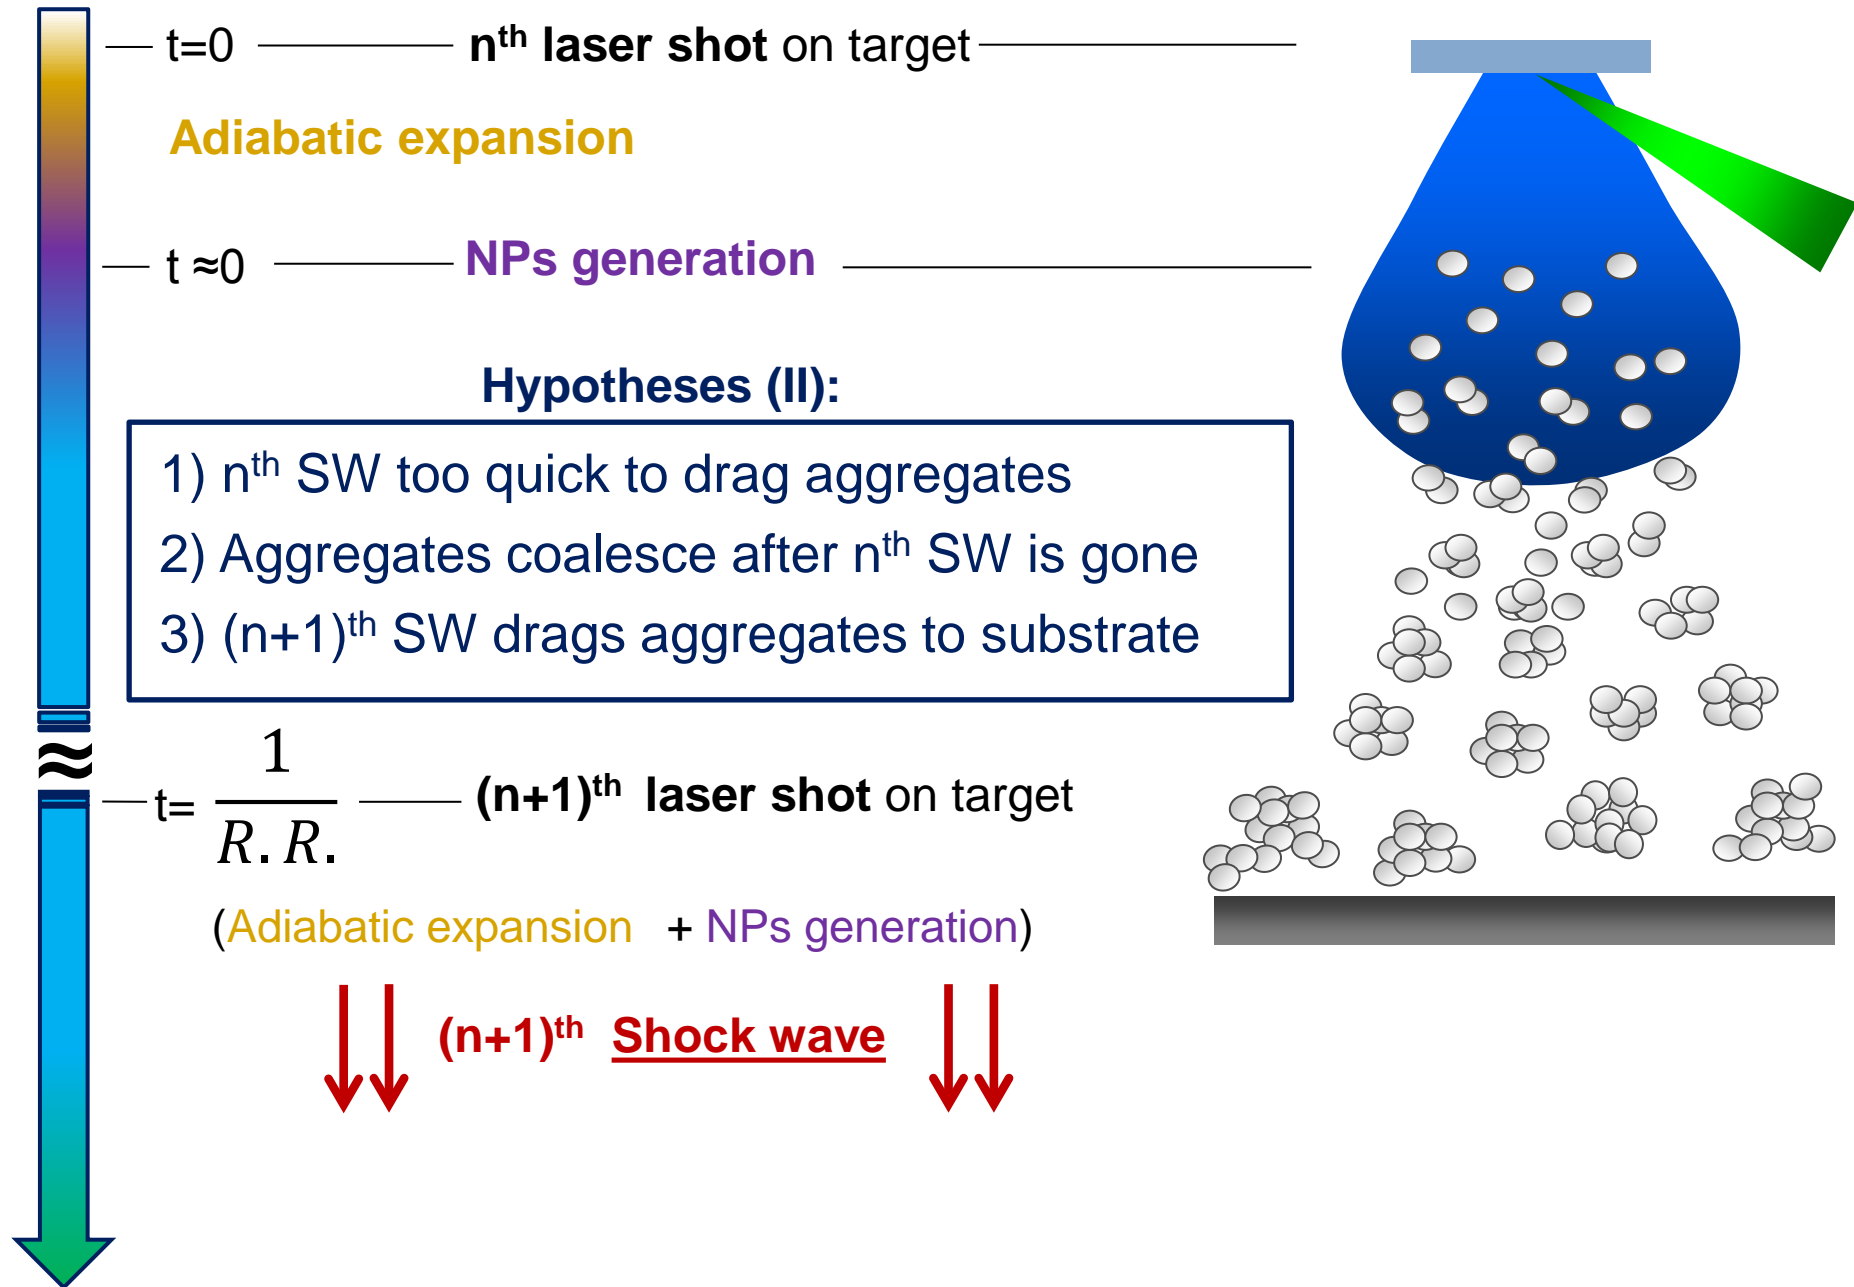 t=0 nth laser shot on target
Adiabatic expansion
t ≈0 NPs generation
Hypotheses (II):
1) nth SW too quick to drag aggregates
2) Aggregates coalesce after nth SW is gone
3) (n+1)th SW drags aggregates to substrate
≈
t= 1/R.R. (n+1)th laser shot on target
(Adiabatic expansion + NPs generation)
(n+1)th Shock wave